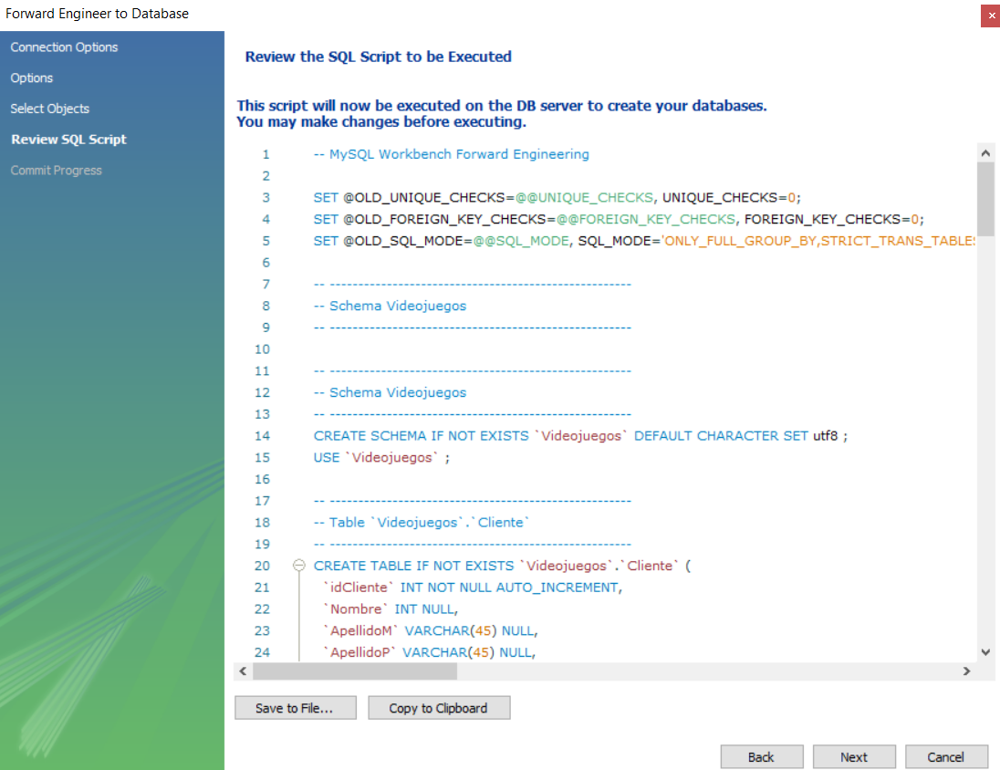 Forward Engineer to Database
Connection Options
Options
Select Objects
Review SQL Script
Commit Progress
Review the SQL Script to be Executed
This script will now be executed on the DB server to create your databases.
You may make changes before executing.
1 -- MySQL Workbench Forward Engineering
2
3 SET @OLD_UNIQUE_CHECKS=@@UNIQUE_CHECKS, UNIQUE_CHECKS=0;
4 SET @OLD_FOREIGN_KEY_CHECKS=@@FOREIGN_KEY_CHECKS, FOREIGN_KEY_CHECKS=0;
5 SET @OLD_SQL_MODE=@@SQL_MODE, SQL_MODE='ONLY_FULL_GROUP_BY,STRICT_TRANS_TABLES
6
7 -- -----------------------------------------------------
8 -- Schema Videojuegos
9 -- -----------------------------------------------------
10
11 -- -----------------------------------------------------
12 -- Schema Videojuegos
13 -- -----------------------------------------------------
14 CREATE SCHEMA IF NOT EXISTS `Videojuegos` DEFAULT CHARACTER SET utf8 ;
15 USE `Videojuegos` ;
16
17 -- -----------------------------------------------------
18 -- Table `Videojuegos`.`Cliente`
19 -- -----------------------------------------------------
20 CREATE TABLE IF NOT EXISTS `Videojuegos`.`Cliente` (
21 `idCliente` INT NOT NULL AUTO_INCREMENT,
22 `Nombre` INT NULL,
23 `ApellidoM` VARCHAR(45) NULL,
24 `ApellidoP` VARCHAR(45) NULL,
Save to File...
Copy to Clipboard
Back
Next
Cancel